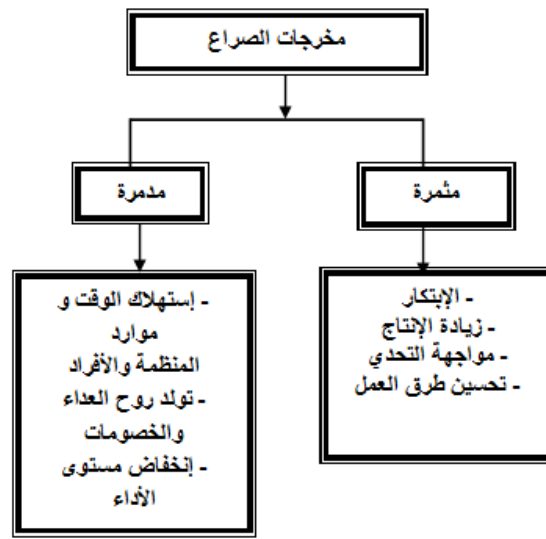 مخرجات الصراع
مثمرة
مدمرة
- الإبتكار
- زيادة الإنتاج
- مواجهة التحدي
- تحسين طرق العمل
- إستهلاك الوقت و
موارد
المنظمة والأفراد
- تولد روح العداء
والخصومات
- إنخفاض مستوى
الأداء